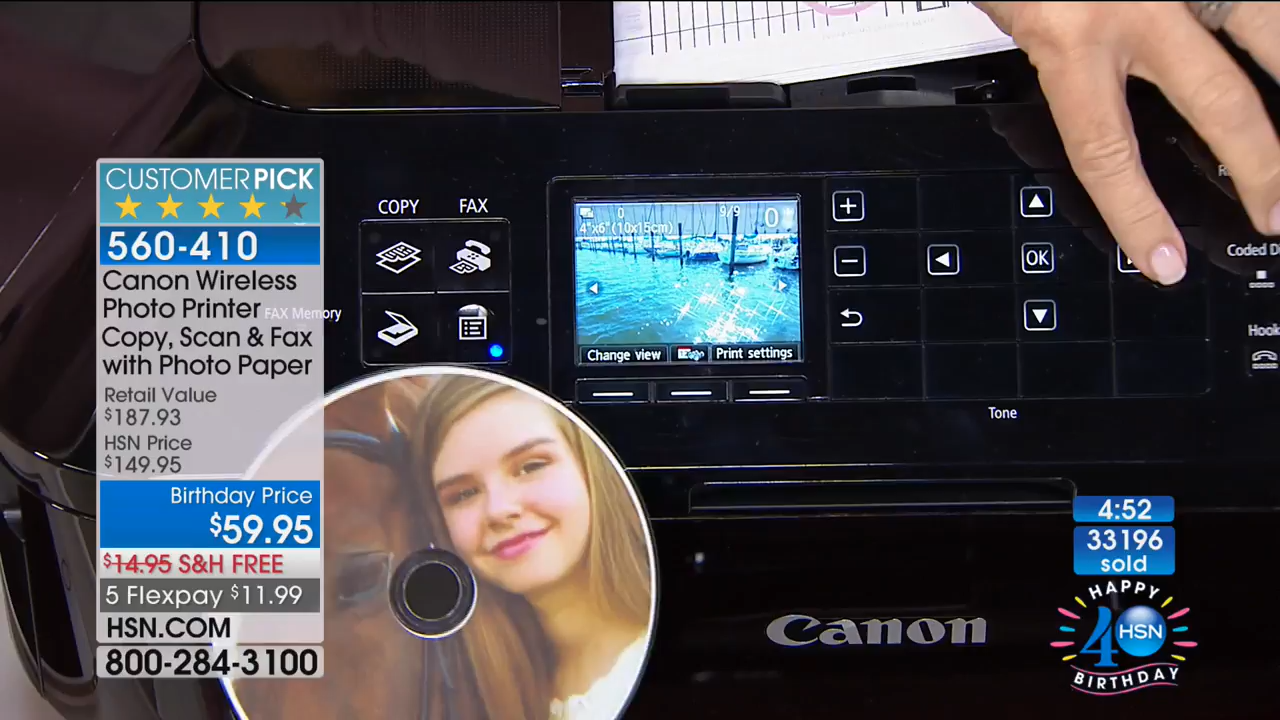 CUSTOMER PICK
560-410
Canon Wireless
Photo Printer
Copy, Scan & Fax
with Photo Paper
Retail Value
$187.93
HSN Price
$149.95
Birthday Price
$59.95
$14.95 S&H FREE
5 Flexpay $11.99
HSN.COM
800-284-3100
COPY
FAX
FAX Memory
0
9/9
0
4"x6"(10x15cm)
Change view
Print settings
OK
Tone
Coded D
Hook
Canon
4:52
33196
sold
HAPPY
40
HSN
BIRTHDAY